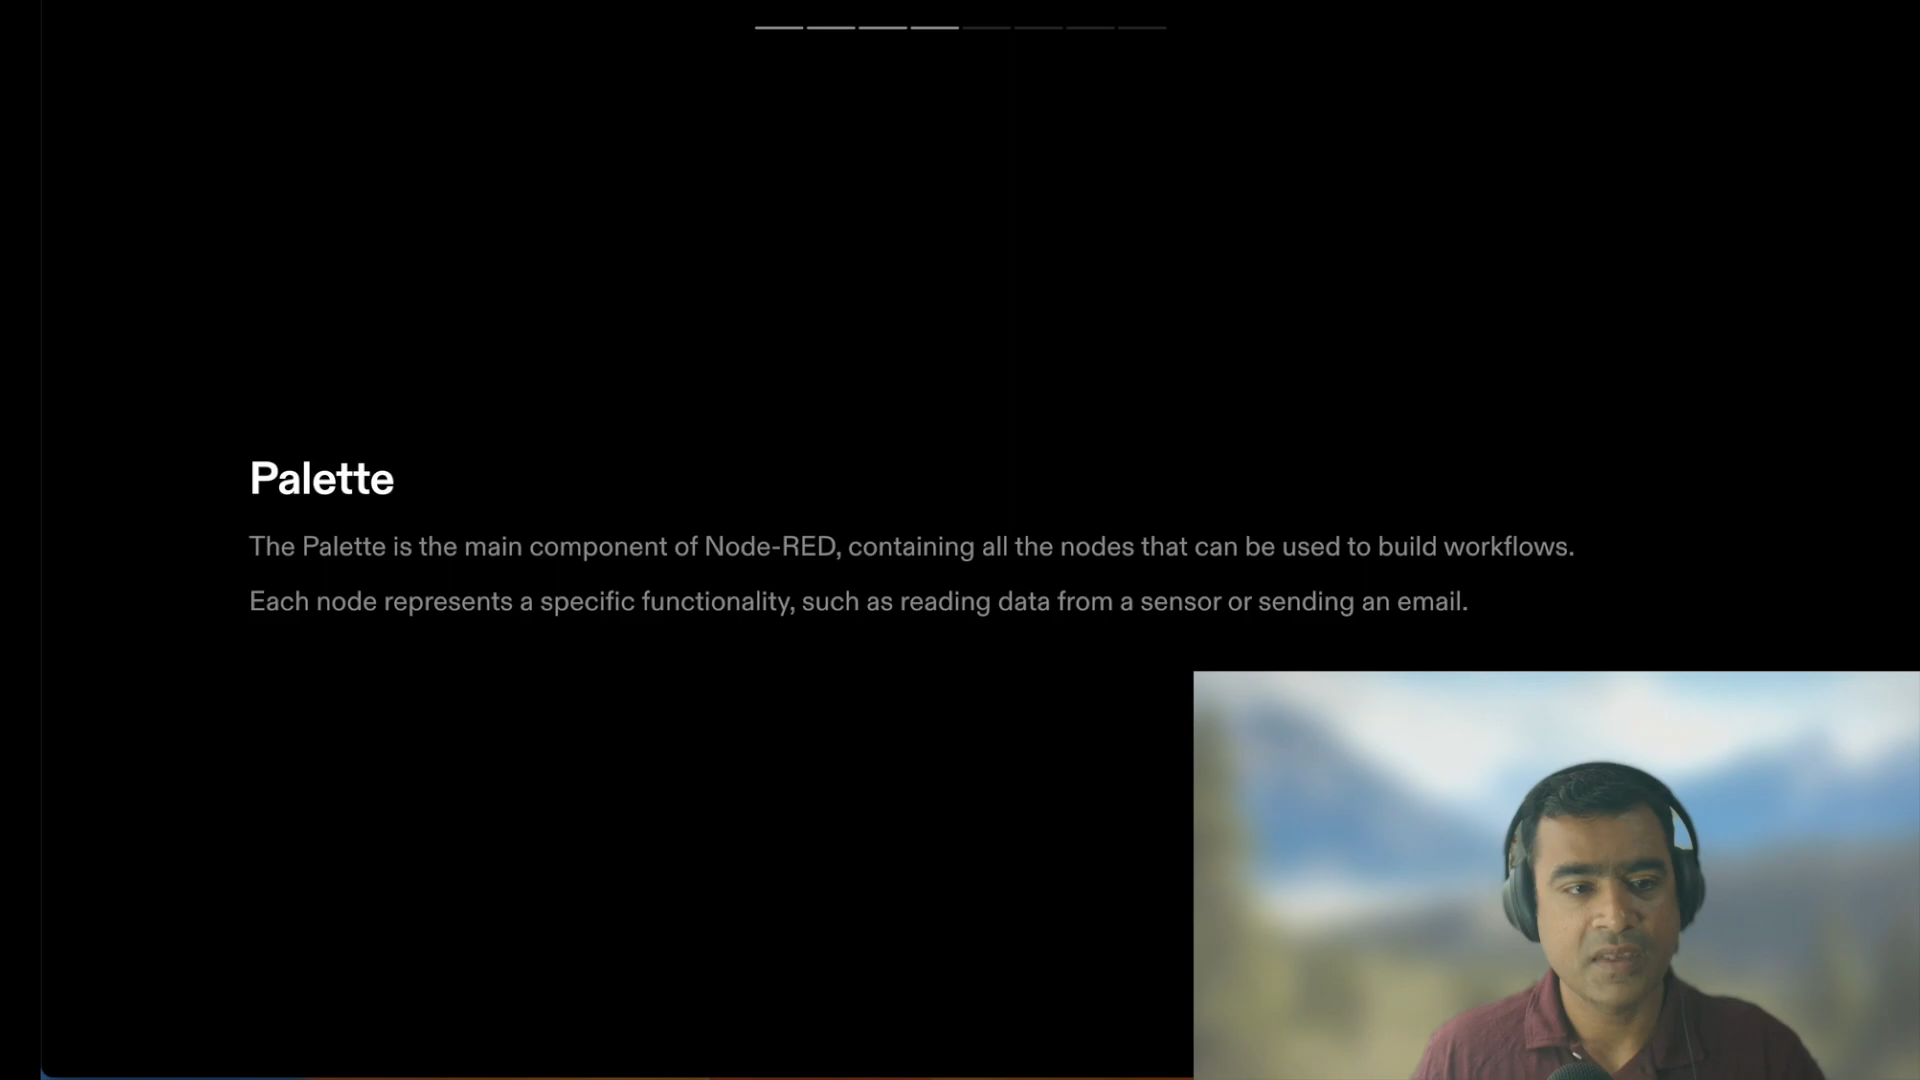 Palette
The Palette is the main component of Node-RED, containing all the nodes that can be used to build workflows.
Each node represents a specific functionality, such as reading data from a sensor or sending an email.